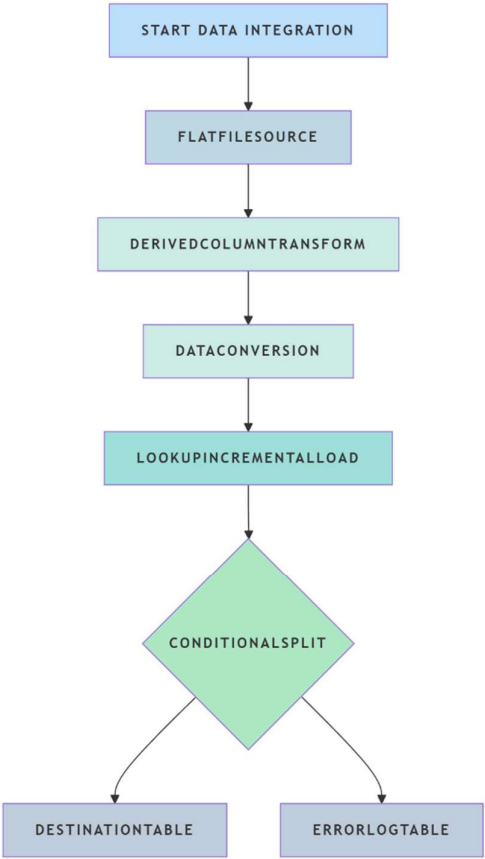 START DATA INTEGRATION
FLATFILESOURCE
DERIVEDCOLUMNTRANSFORM
DATACONVERSION
LOOKUPINCREMENTALLOAD
CONDITIONALSPLIT
DESTINATIONTABLE
ERRORLOGTABLE